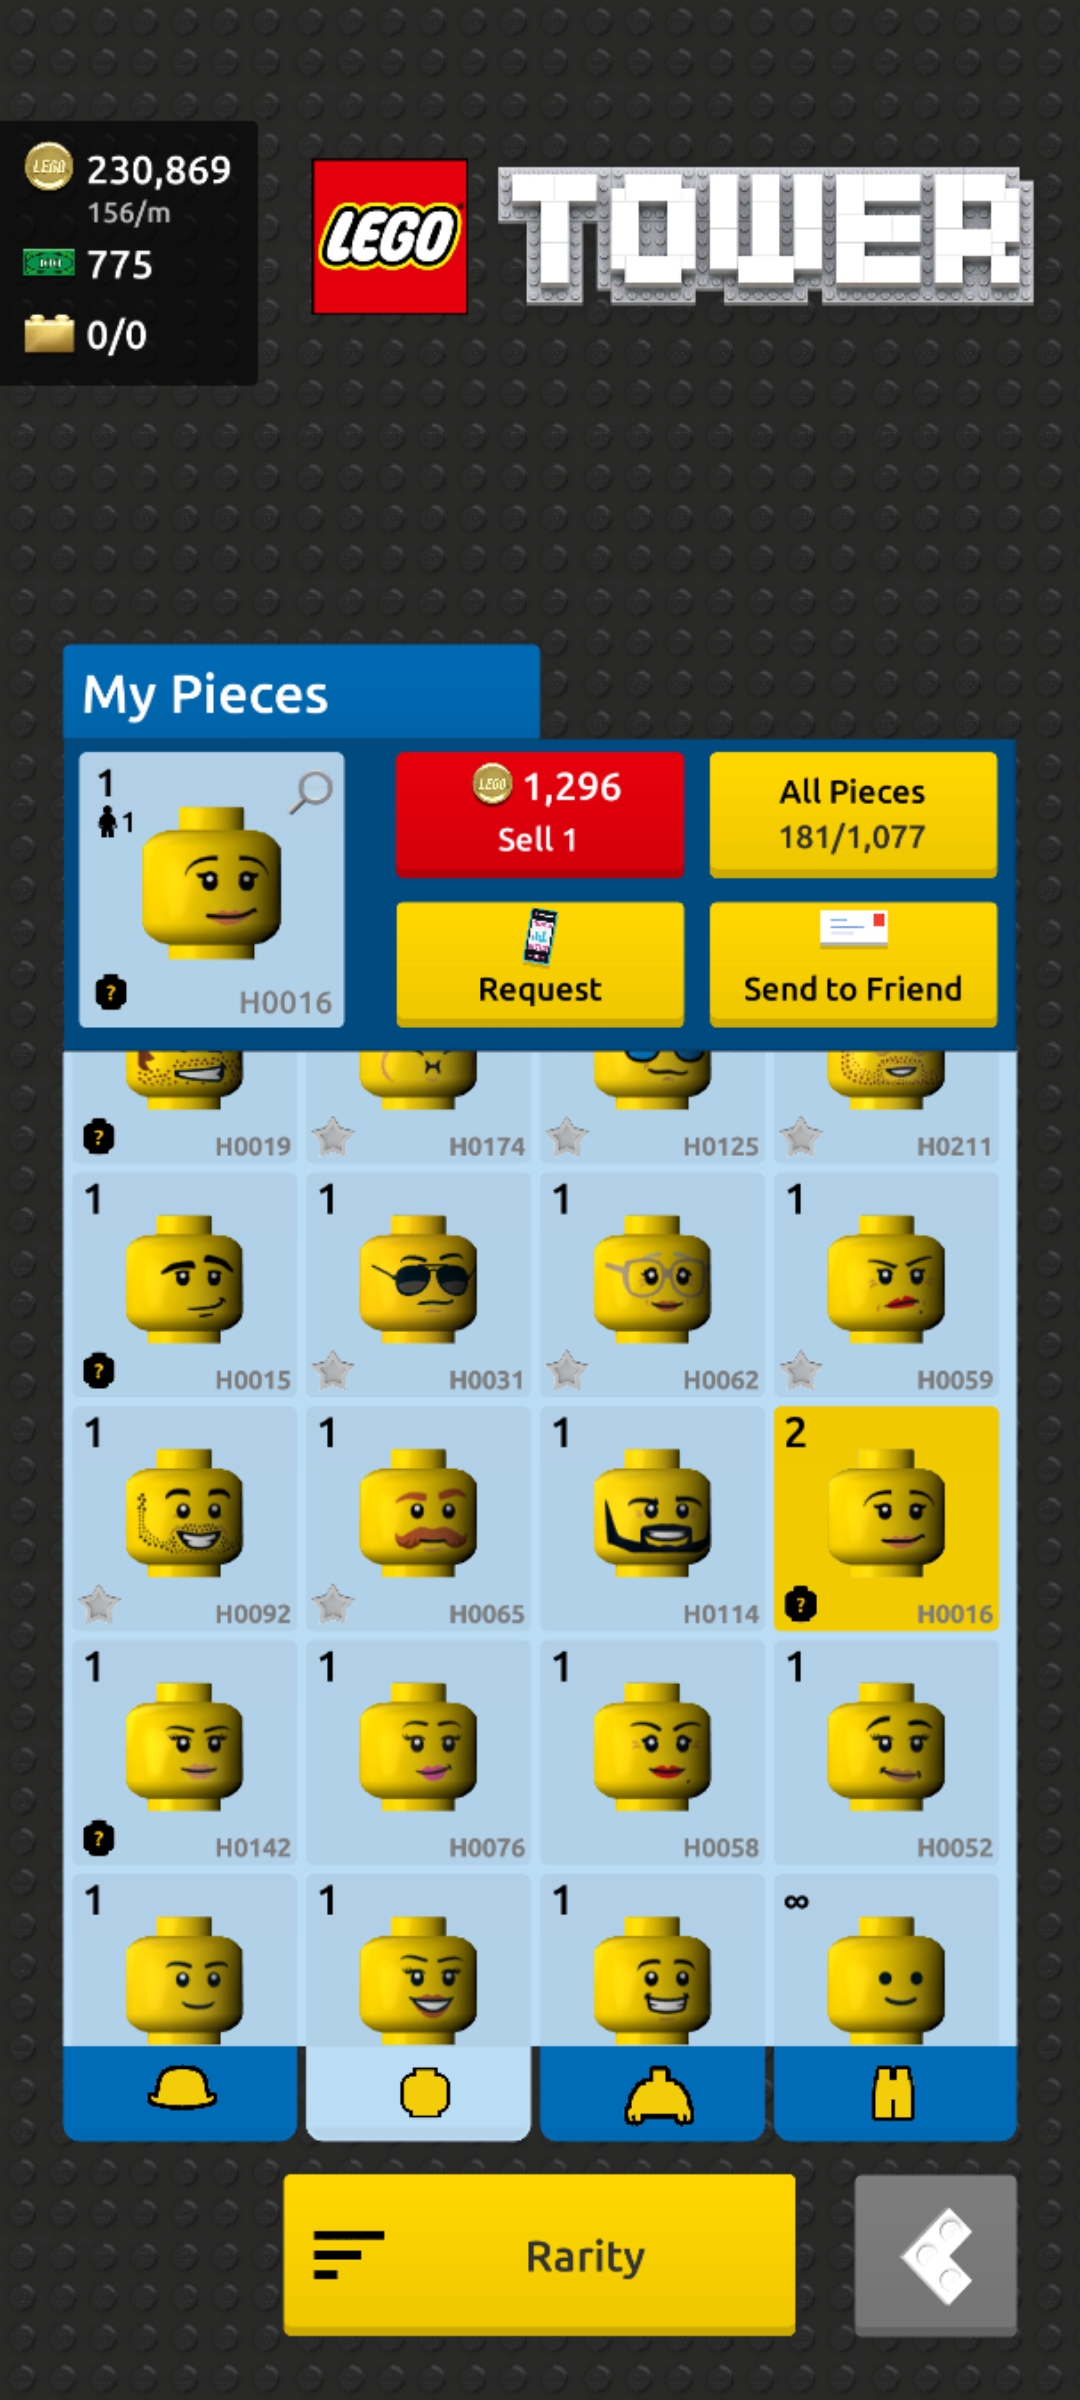 LEGO
230,869
156/m
775
0/0
LEGO
TOWER
My Pieces
1
1
?
H0016
LEGO
1,296
Sell 1
All Pieces
181/1,077
Request
Send to Friend
?
H0019
H0174
H0125
H0211
1
1
1
1
?
H0015
H0031
H0062
H0059
1
1
1
2
H0092
H0065
H0114
?
H0016
1
1
1
1
?
H0142
H0076
H0058
H0052
1
1
1
∞
Rarity